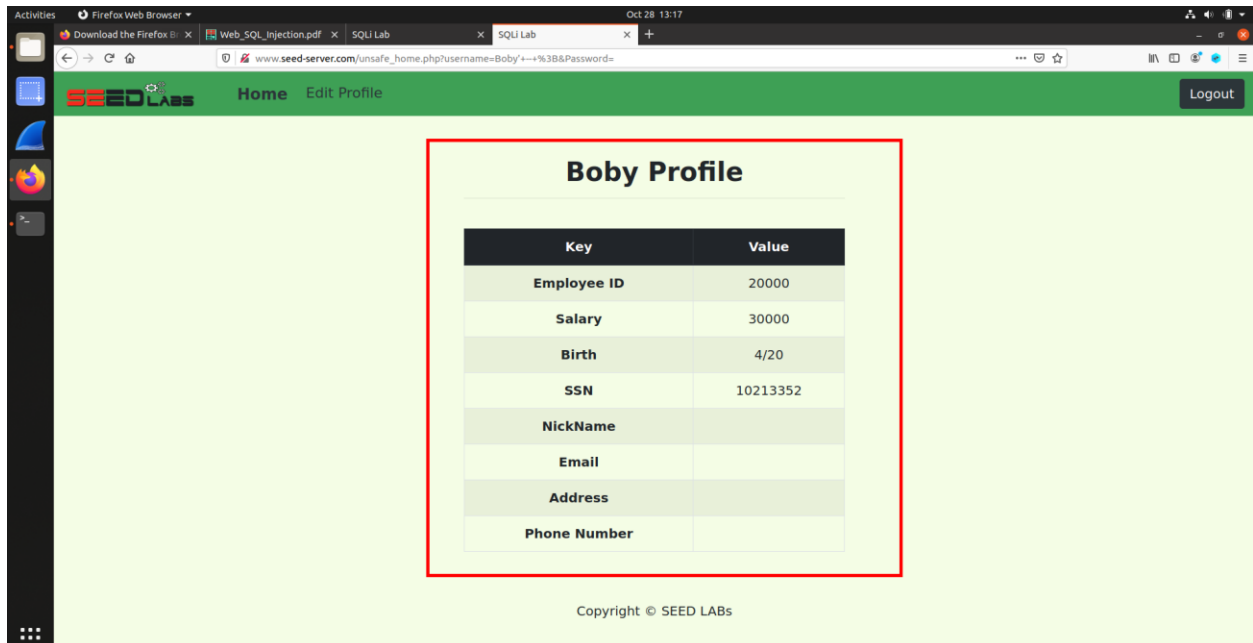 Activities Firefox Web Browser Oct 28 13:17
Download the Firefox Br Web_SQL_Injection.pdf SQLi Lab SQLi Lab
www.seed-server.com/unsafe_home.php?username=Boby'+--+%3B&Password=
SEED LABS Home Edit Profile Logout
Boby Profile
Key Value
Employee ID 20000
Salary 30000
Birth 4/20
SSN 10213352
NickName
Email
Address
Phone Number
Copyright © SEED LABs